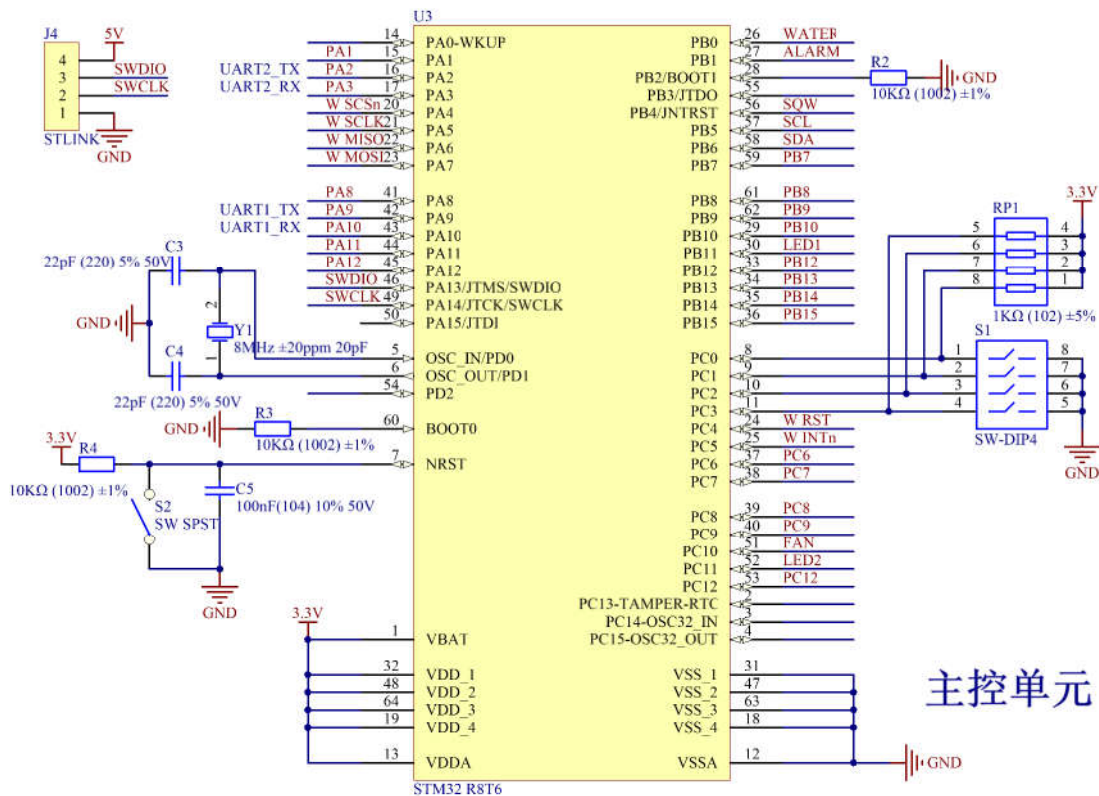 J4
5V
4
3
2
1
SWDIO
SWCLK
STLINK
GND
U3
14
15
16
17
20
21
22
23
PA1
UART2_TX PA2
UART2_RX PA3
W SCSn
W SCLK
W MISO
W MOSI
PA0-WKUP
PA1
PA2
PA3
PA4
PA5
PA6
PA7
PA8 41
UART1_TX PA9 42
UART1_RX PA10 43
PA11 44
PA12 45
SWDIO 46
SWCLK 49
50
PA8
PA9
PA10
PA11
PA12
PA13/JTMS/SWDIO
PA14/JTCK/SWCLK
PA15/JTDI
C3
22pF (220) 5% 50V
GND
2
Y1
8MHz ±20ppm 20pF
1
C4
22pF (220) 5% 50V
5 OSC_IN/PD0
6 OSC_OUT/PD1
54 PD2
GND
R3
10KΩ (1002) ±1%
60 BOOT0
3.3V
R4
10KΩ (1002) ±1%
7 NRST
S2
SW SPST
C5
100nF(104) 10% 50V
GND
3.3V
1 VBAT
32 VDD_1
48 VDD_2
64 VDD_3
19 VDD_4
13 VDDA
STM32 R8T6
PB0 26 WATER
PB1 27 ALARM
PB2/BOOT1 28
PB3/JTDO 55
PB4/JNTRST 56 SQW
PB5 57 SCL
PB6 58 SDA
PB7 59 PB7
R2
10KΩ (1002) ±1%
GND
PB8 61 PB8
PB9 62 PB9
PB10 29 PB10
PB11 30 LED1
PB12 33 PB12
PB13 34 PB13
PB14 35 PB14
PB15 36 PB15
PC0 8
PC1 9
PC2 10
PC3 11
PC4 24 W RST
PC5 25 W INTn
PC6 37 PC6
PC7 38 PC7
PC8 39 PC8
PC9 40 PC9
PC10 51 FAN
PC11 52 LED2
PC12 53 PC12
PC13-TAMPER-RTC 2
PC14-OSC32_IN 3
PC15-OSC32_OUT 4
VSS_1 31
VSS_2 47
VSS_3 63
VSS_4 18
VSSA 12
GND
3.3V
RP1
5 4
6 3
7 2
8 1
1KΩ (102) ±5%
S1
1 8
2 7
3 6
4 5
SW-DIP4
GND
主控单元